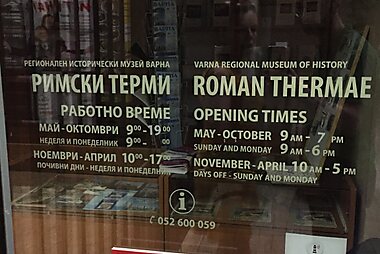 РЕГИОНАЛЕН ИСТОРИЧЕСКИ МУЗЕЙ ВАРНА
РИМСКИ ТЕРМИ
РАБОТНО ВРЕМЕ
МАЙ - ОКТОМВРИ 9⁰⁰-19⁰⁰
НЕДЕЛЯ И ПОНЕДЕЛНИК 9⁰⁰-18⁰⁰
НОЕМВРИ - АПРИЛ 10⁰⁰-17⁰⁰
ПОЧИВНИ ДНИ - НЕДЕЛЯ И ПОНЕДЕЛНИК
VARNA REGIONAL MUSEUM OF HISTORY
ROMAN THERMAE
OPENING TIMES
MAY - OCTOBER 9 AM - 7 PM
SUNDAY AND MONDAY 9 AM - 6 PM
NOVEMBER - APRIL 10 AM - 5 PM
DAYS OFF - SUNDAY AND MONDAY
i
✆ 052 600 059